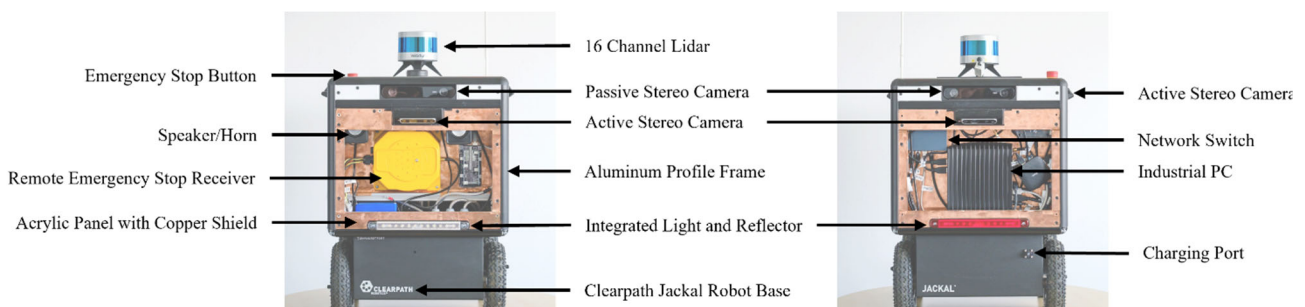 16 Channel Lidar
Emergency Stop Button
Passive Stereo Camera
Active Stereo Camera
Active Stereo Camera
Speaker/Horn
Network Switch
Remote Emergency Stop Receiver
Aluminum Profile Frame
Industrial PC
Acrylic Panel with Copper Shield
Integrated Light and Reflector
Charging Port
CLEARPATH
Clearpath Jackal Robot Base
JACKAL